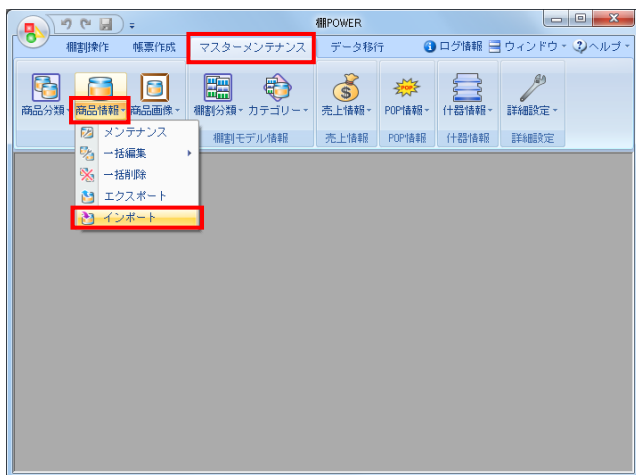 棚POWER
棚割操作 帳票作成 マスターメンテナンス データ移行 ログ情報 ウィンドウ ヘルプ
商品分類 商品情報 商品画像 棚割分類 カテゴリー 売上情報 POP情報 什器情報 詳細設定
棚割モデル情報 売上情報 POP情報 什器情報 詳細設定
メンテナンス
一括編集
一括削除
エクスポート
インポート